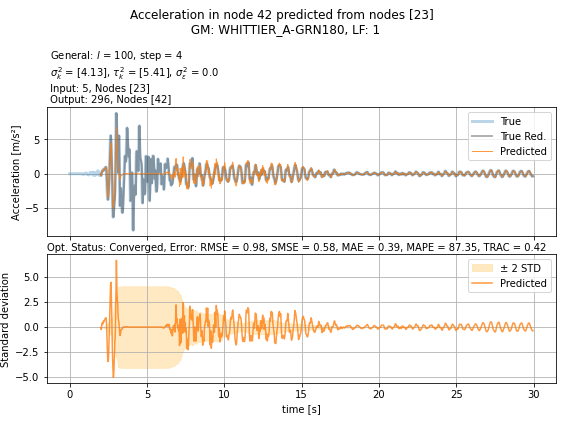 Acceleration in node 42 predicted from nodes [23]
GM: WHITTIER_A-GRN180, LF: 1
General: l = 100, step = 4
σ²ₖ = [4.13], τ²ₖ = [5.41], σ²ε = 0.0
Input: 5, Nodes [23]
Output: 296, Nodes [42]
Acceleration [m/s²]
5
0
−5
True
True Red.
Predicted
Opt. Status: Converged, Error: RMSE = 0.98, SMSE = 0.58, MAE = 0.39, MAPE = 87.35, TRAC = 0.42
Standard deviation
5.0
2.5
0.0
−2.5
−5.0
± 2 STD
Predicted
0 5 10 15 20 25 30
time [s]